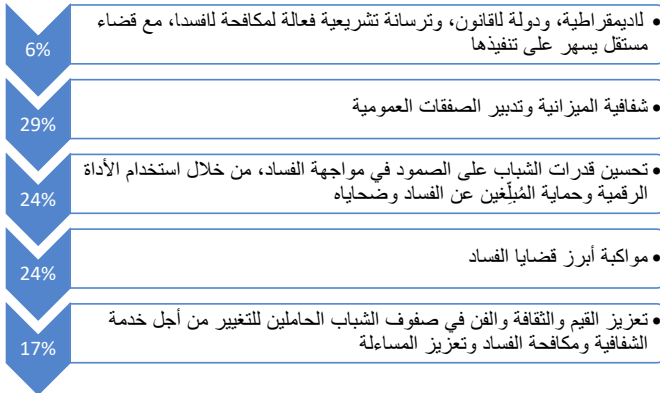 • لاديمقراطية، ودولة لاقانون، وترسانة تشريعية فعالة لمكافحة لافسدا، مع قضاء
مستقل يسهر على تنفيذها
6%
• شفافية الميزانية وتدبير الصفقات العمومية
29%
• تحسين قدرات الشباب على الصمود في مواجهة الفساد، من خلال استخدام الأداة
الرقمية وحماية المُبلِّغين عن الفساد وضحاياه
24%
• مواكبة أبرز قضايا الفساد
24%
• تعزيز القيم والثقافة والفن في صفوف الشباب الحاملين للتغيير من أجل خدمة
الشفافية ومكافحة الفساد وتعزيز المساءلة
17%